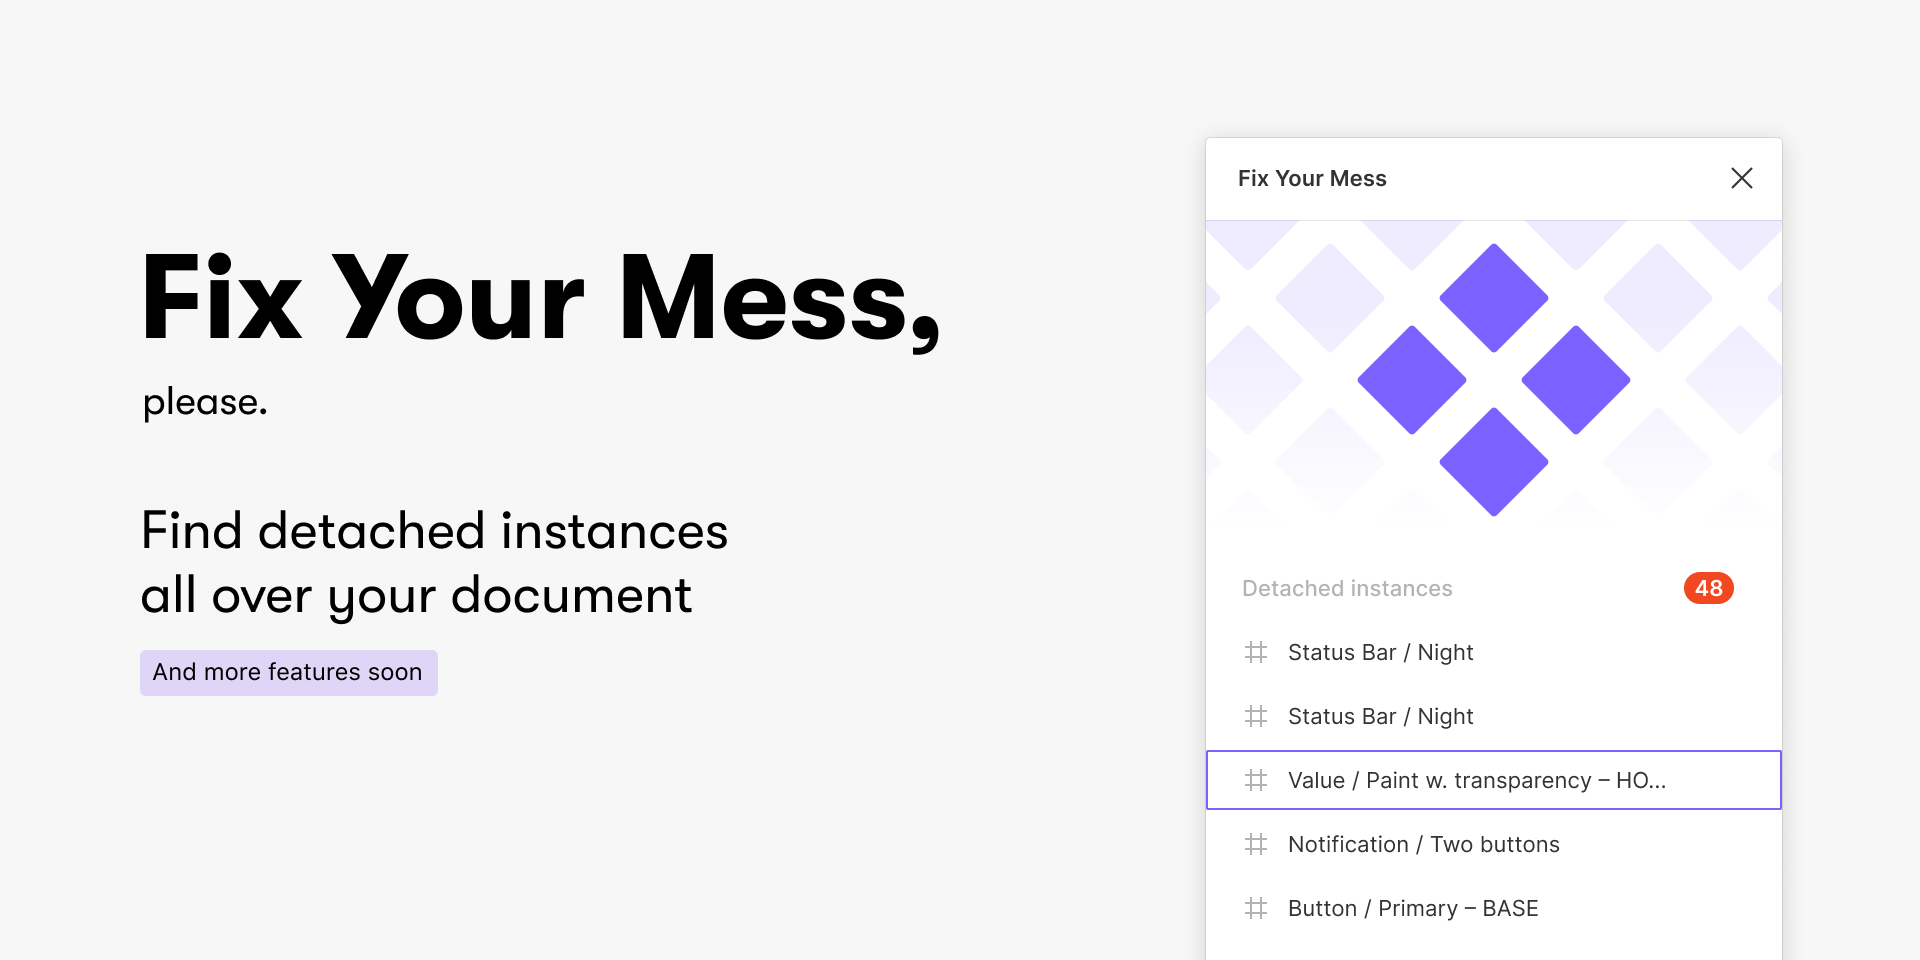 Fix Your Mess,
please.
Find detached instances
all over your document
And more features soon
Fix Your Mess
Detached instances 48
Status Bar / Night
Status Bar / Night
Value / Paint w. transparency – HO...
Notification / Two buttons
Button / Primary – BASE